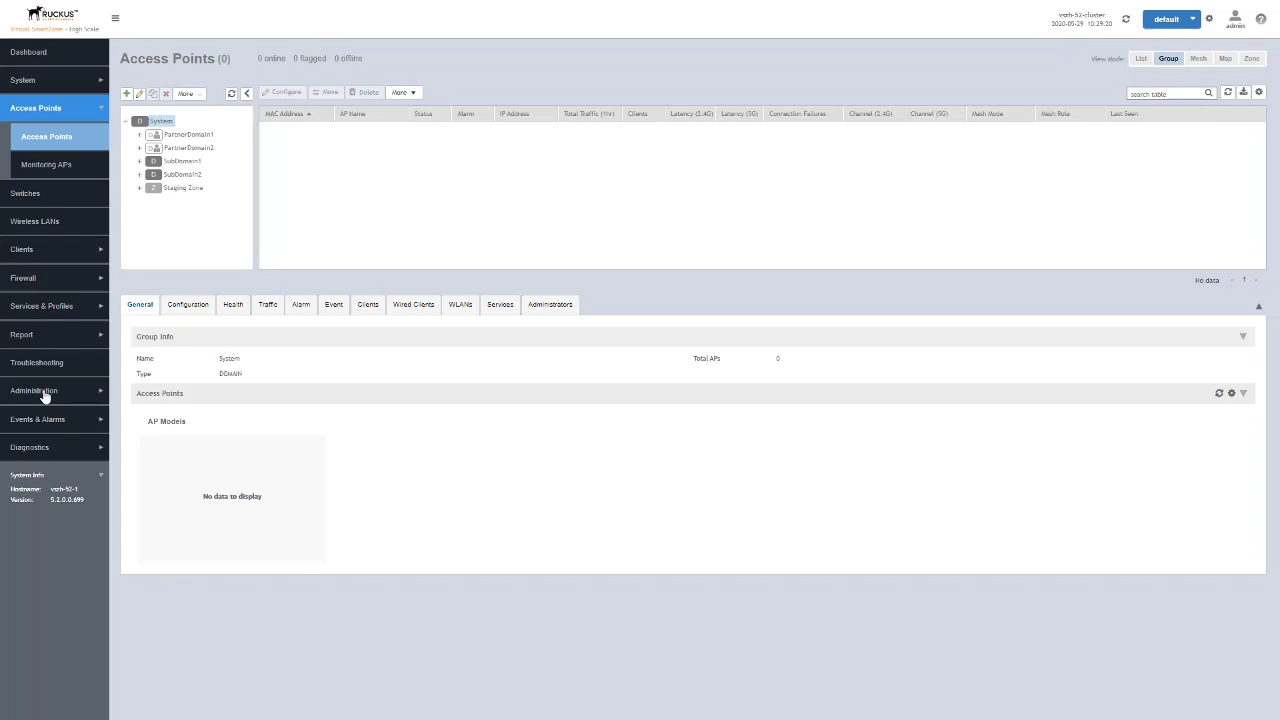 RUCKUS™
Virtual SmartZone - High Scale
vszh-52-cluster
2020-05-29 10:29:20
default
admin
Dashboard
System
Access Points
Access Points
Monitoring APs
Switches
Wireless LANs
Clients
Firewall
Services & Profiles
Report
Troubleshooting
Administration
Events & Alarms
Diagnostics
System Info
Hostname: vszh-52-1
Version: 5.2.0.0.699
Access Points (0) 0 online 0 flagged 0 offline
View Mode: List Group Mesh Map Zone
More
Configure Move Delete More
search table
D System
D PartnerDomain1
D PartnerDomain2
D SubDomain1
D SubDomain2
Z Staging Zone
MAC Address AP Name Status Alarm IP Address Total Traffic (1hr) Clients Latency (2.4G) Latency (5G) Connection Failures Channel (2.4G) Channel (5G) Mesh Mode Mesh Role Last Seen
No data 1
General Configuration Health Traffic Alarm Event Clients Wired Clients WLANs Services Administrators
Group Info
Name System Total APs 0
Type DOMAIN
Access Points
AP Models
No data to display